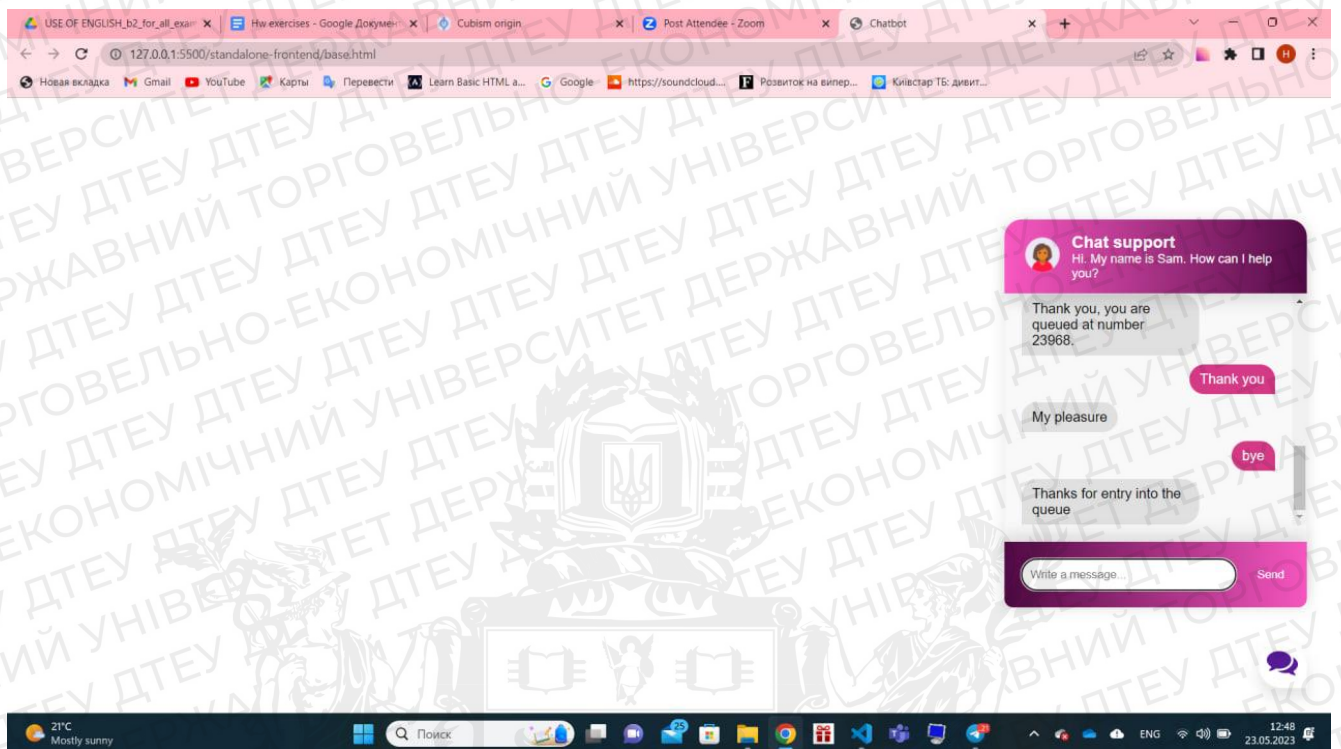 USE OF ENGLISH_b2_for_all_exam
Hw exercises - Google Докумен
Cubism origin
Post Attendee - Zoom
Chatbot
127.0.0.1:5500/standalone-frontend/base.html
Новая вкладка
Gmail
YouTube
Карты
Перевести
Learn Basic HTML a...
Google
https://soundcloud....
Розвиток на випер...
Київстар ТБ: дивит...
Chat support
Hi. My name is Sam. How can I help
you?
Thank you, you are
queued at number
23968.
Thank you
My pleasure
bye
Thanks for entry into the
queue
Write a message...
Send
21°C
Mostly sunny
Поиск
25
ENG
12:48
23.05.2023